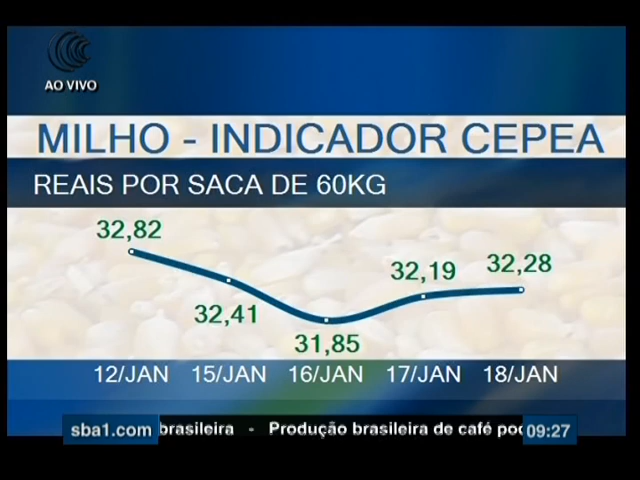 AO VIVO
MILHO - INDICADOR CEPEA
REAIS POR SACA DE 60KG
32,82
32,41
31,85
32,19
32,28
12/JAN 15/JAN 16/JAN 17/JAN 18/JAN
sba1.com brasileira - Produção brasileira de café 09:27